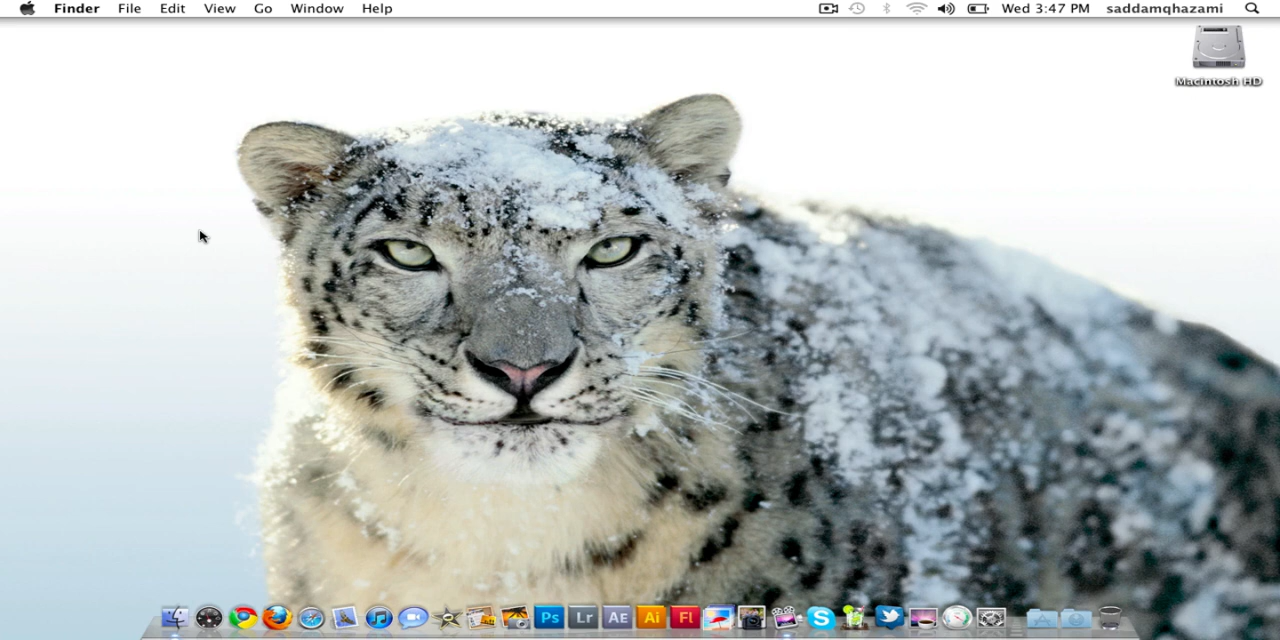 Finder File Edit View Go Window Help Wed 3:47 PM saddamqhazami
Macintosh HD
Ps Lr AE Ai Fl